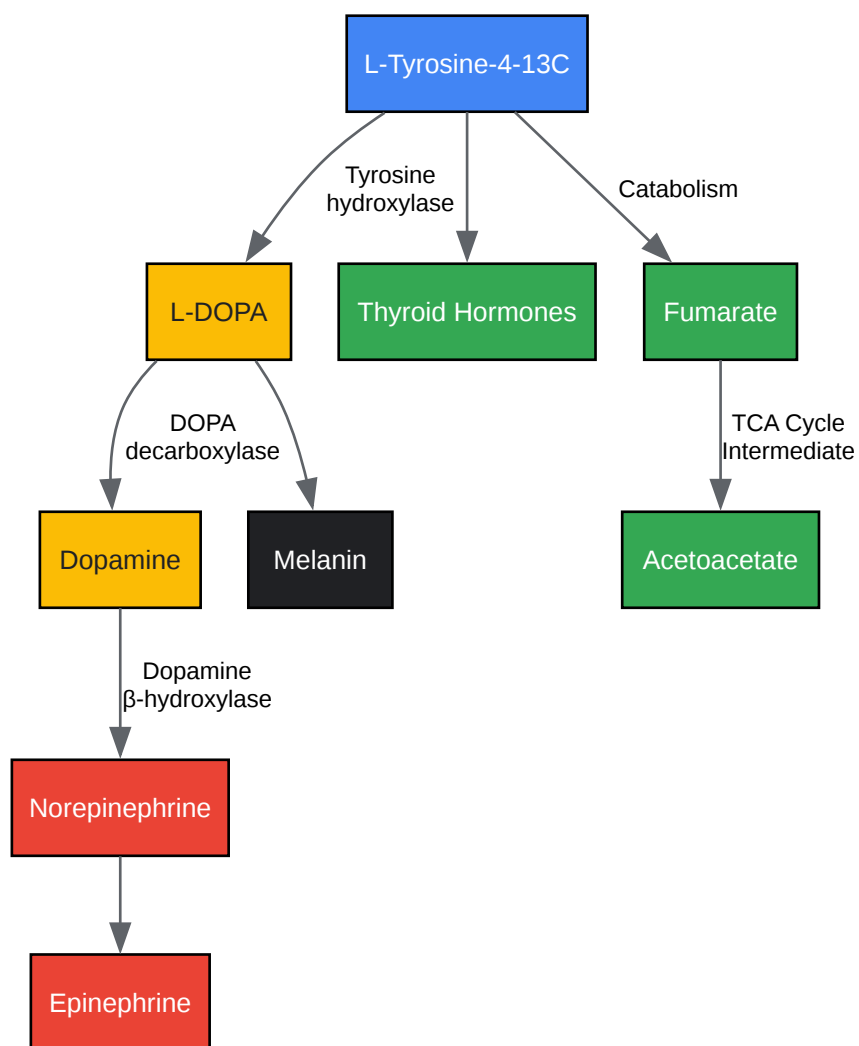 L-Tyrosine-4-13C
Tyrosine
hydroxylase
Catabolism
L-DOPA
Thyroid Hormones
Fumarate
DOPA
decarboxylase
TCA Cycle
Intermediate
Dopamine
Melanin
Acetoacetate
Dopamine
β-hydroxylase
Norepinephrine
Epinephrine